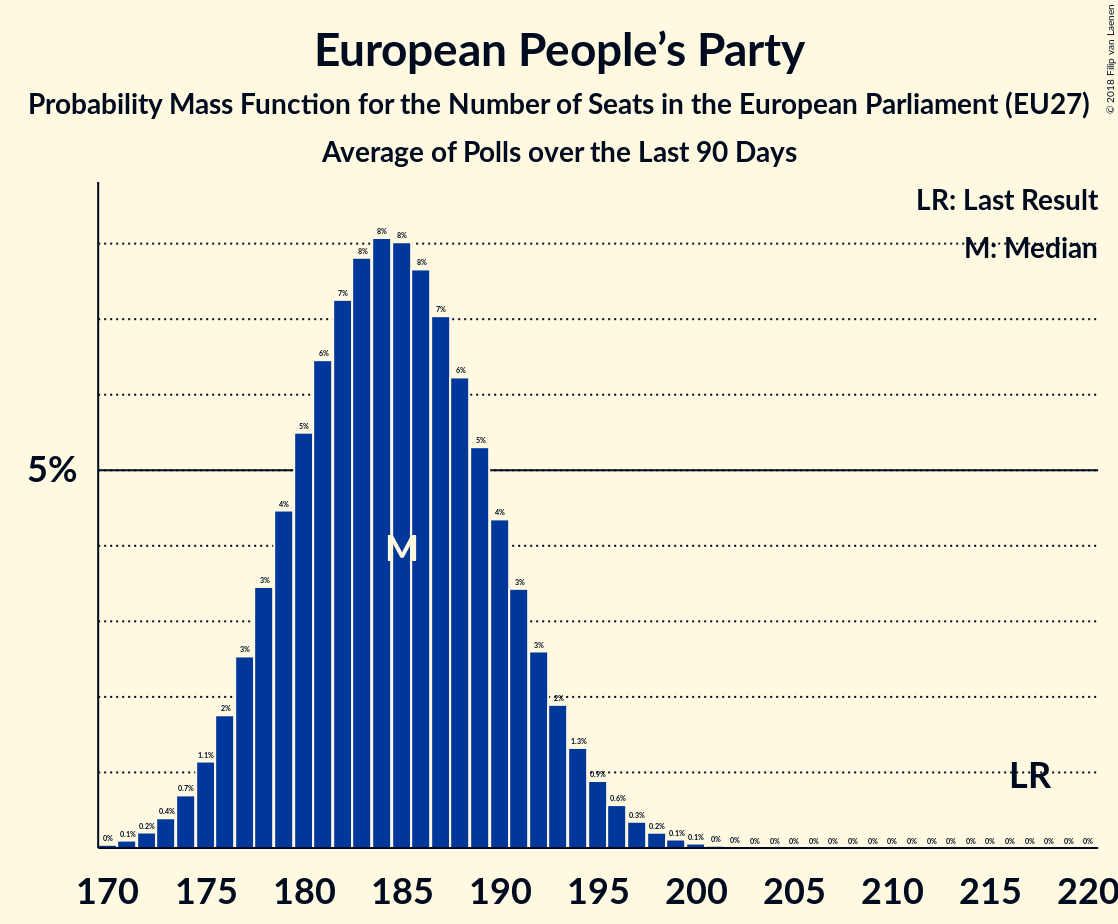 European People’s Party
Probability Mass Function for the Number of Seats in the European Parliament (EU27)
Average of Polls over the Last 90 Days
© 2018 Filip van Laenen
LR: Last Result
M: Median
5%
0% 0.1% 0.2% 0.4% 0.7% 1.1% 2% 3% 3% 4% 5% 6% 7% 8% 8% 8% 8% 7% 6% 5% 4% 3% 3% 2% 1.3% 0.9% 0.6% 0.3% 0.2% 0.1% 0.1% 0% 0% 0% 0% 0% 0% 0% 0% 0% 0% 0% 0% 0% 0% 0% 0% 0% 0% 0% 0%
M
LR
170 175 180 185 190 195 200 205 210 215 220